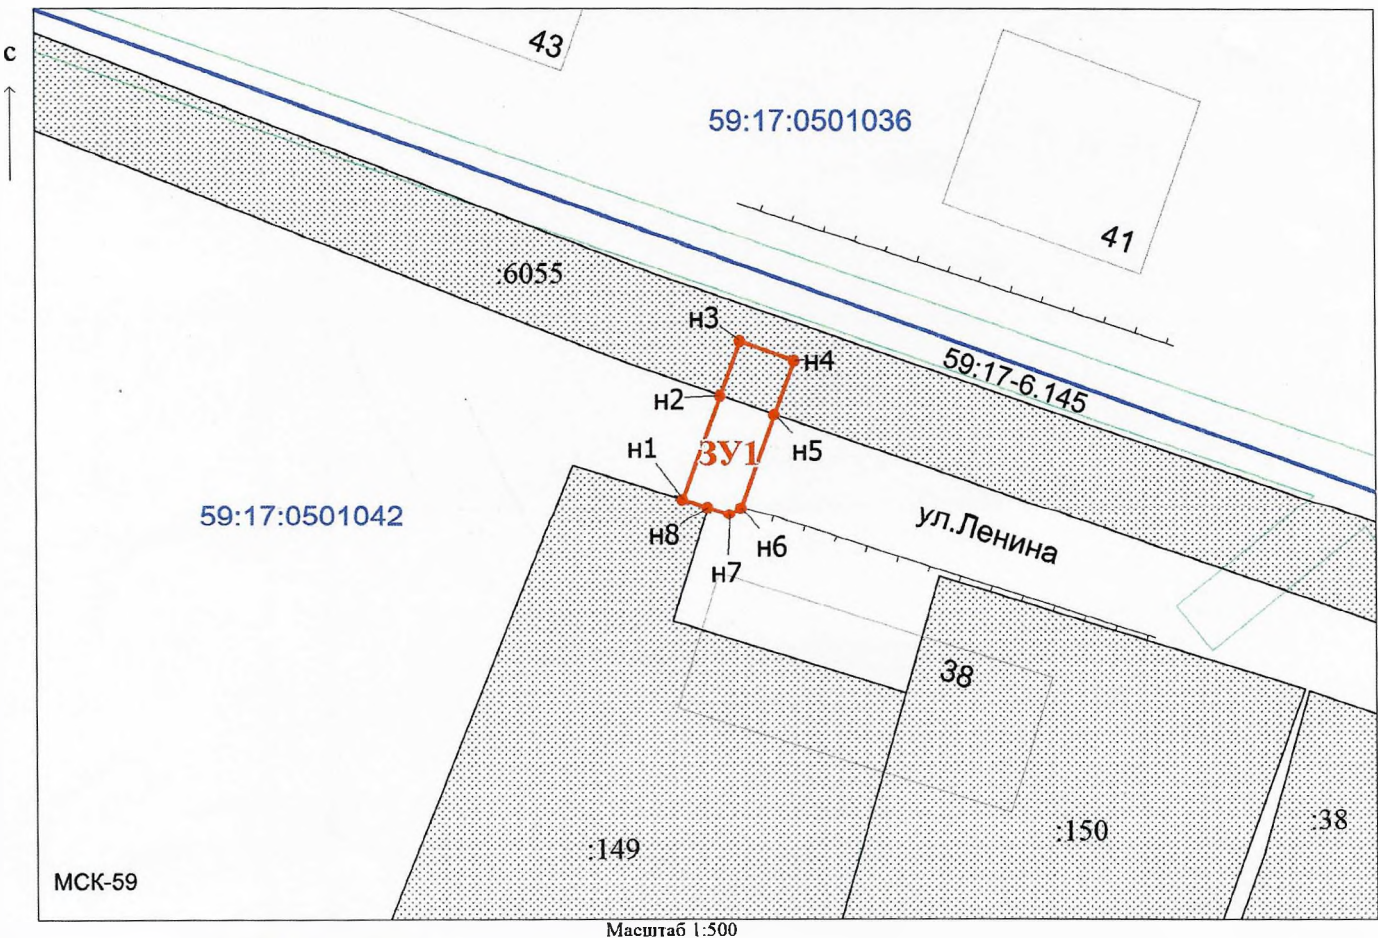 43
с
59:17:0501036
41
:6055
н3
н4
59:17-6.145
н2
н5
н1
ЗУ1
59:17:0501042
ул.Ленина
н8
н6
н7
38
:38
:150
:149
МСК-59
Масштаб 1:500